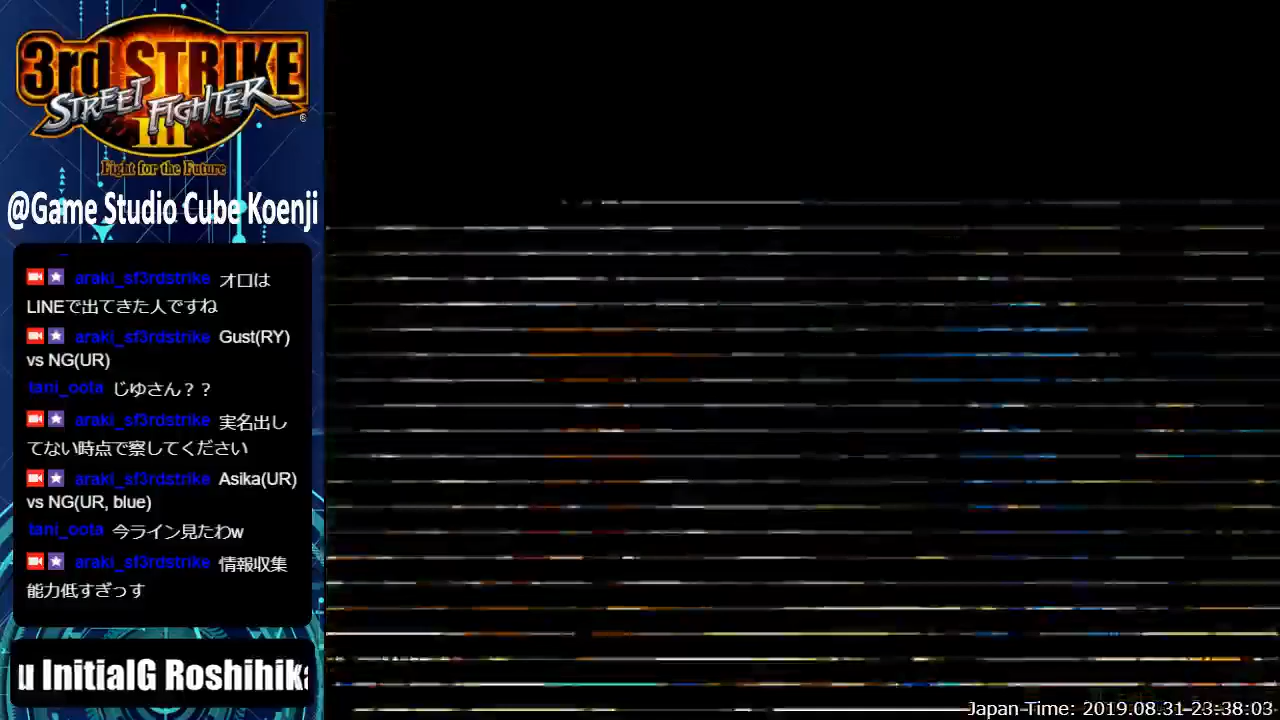 3rd STRIKE
STREET FIGHTER
III
Fight for the Future
@Game Studio Cube Koenji
araki_sf3rdstrike オロは
LINEで出てきた人ですね
araki_sf3rdstrike Gust(RY)
vs NG(UR)
tani_oota じゆさん？？
araki_sf3rdstrike 実名出し
てない時点で察してください
araki_sf3rdstrike Asika(UR)
vs NG(UR, blue)
tani_oota 今ライン見たわw
araki_sf3rdstrike 情報収集
能力低すぎっす
u InitialG Roshihika
Japan Time: 2019.08.31 23:38:03